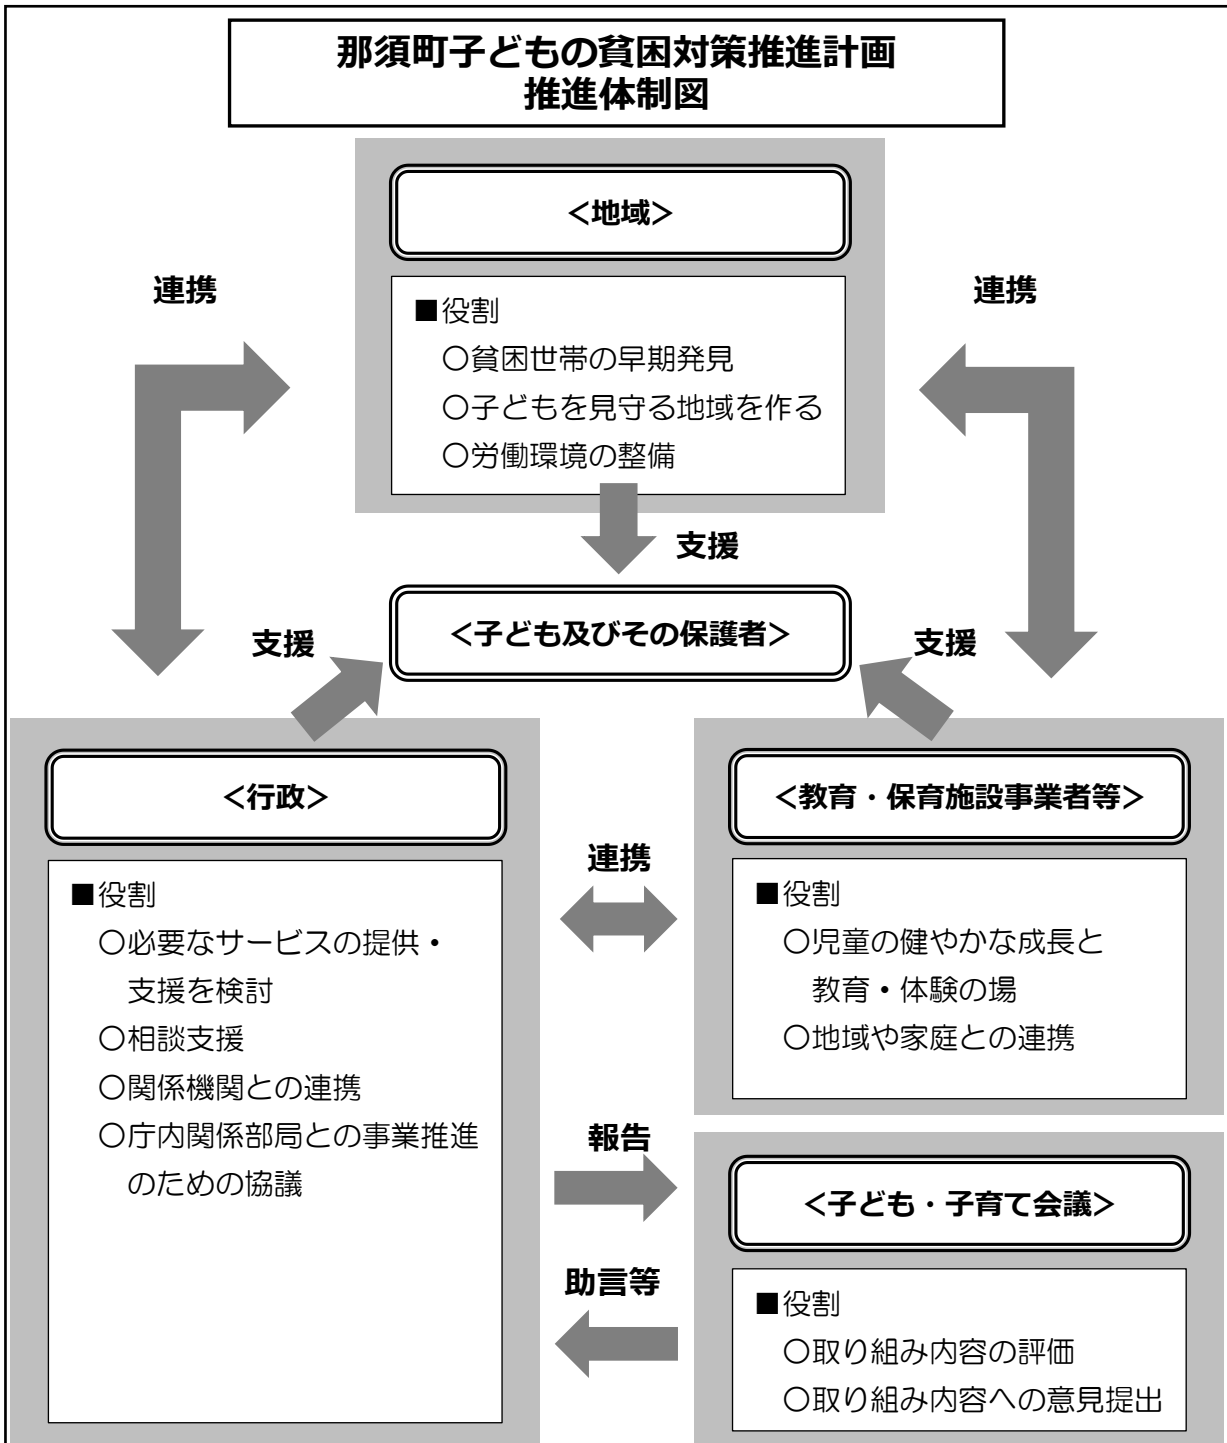 那須町子どもの貧困対策推進計画
推進体制図
＜地域＞
連携
連携
■役割
○貧困世帯の早期発見
○子どもを見守る地域を作る
○労働環境の整備
支援
＜子ども及びその保護者＞
支援
支援
＜行政＞
■役割
○必要なサービスの提供・
支援を検討
○相談支援
○関係機関との連携
○庁内関係部局との事業推進
のための協議
連携
＜教育・保育施設事業者等＞
■役割
○児童の健やかな成長と
教育・体験の場
○地域や家庭との連携
報告
助言等
＜子ども・子育て会議＞
■役割
○取り組み内容の評価
○取り組み内容への意見提出